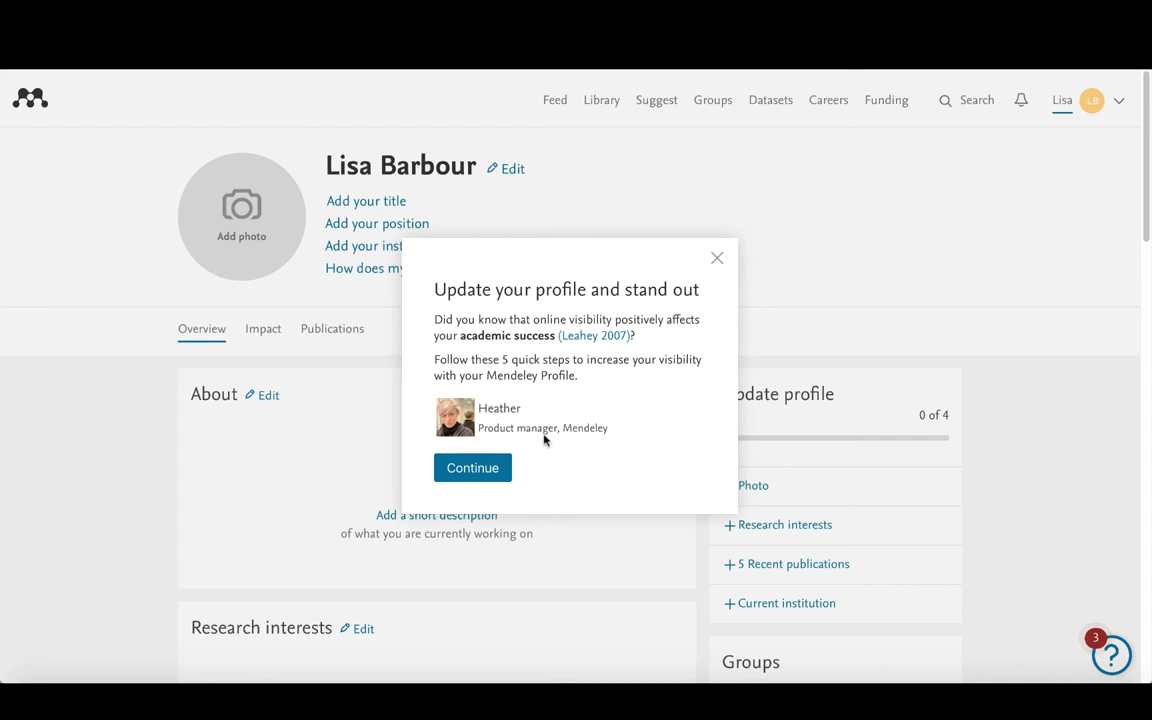 Feed Library Suggest Groups Datasets Careers Funding Search Lisa LB
Lisa Barbour Edit
Add photo
Add your title
Add your position
Add your inst
How does my
Overview Impact Publications
Update your profile and stand out
Did you know that online visibility positively affects
your academic success (Leahey 2007)?
Follow these 5 quick steps to increase your visibility
with your Mendeley Profile.
Heather
Product manager, Mendeley
Continue
About Edit
Add a short description
of what you are currently working on
Research interests Edit
pdate profile
0 of 4
Photo
+Research interests
+5 Recent publications
+Current institution
Groups
3
?